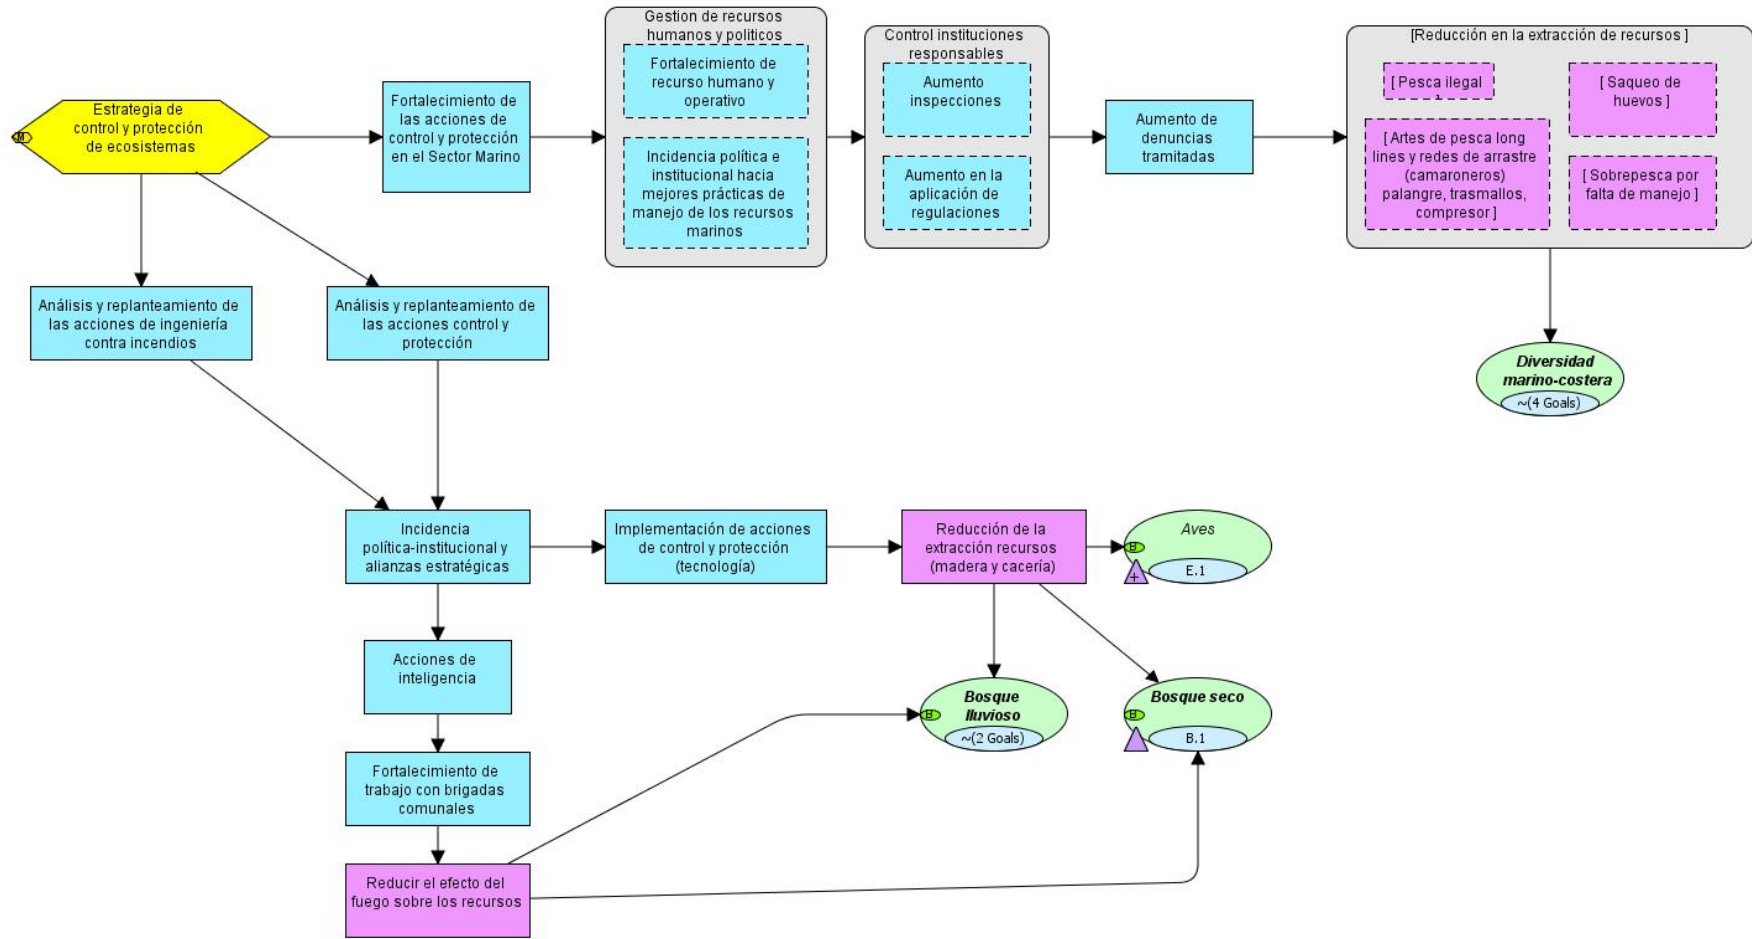 Estrategia de
control y protección
de ecosistemas
M
Fortalecimiento de
las acciones de
control y protección
en el Sector Marino
Gestion de recursos
humanos y politicos
Fortalecimiento de
recurso humano y
operativo
Incidencia política e
institucional hacia
mejores prácticas de
manejo de los recursos
marinos
Control instituciones
responsables
Aumento
inspecciones
Aumento en la
aplicación de
regulaciones
Aumento de
denuncias
tramitadas
[Reducción en la extracción de recursos ]
[ Pesca ilegal
]
[ Saqueo de
huevos ]
[ Artes de pesca long
lines y redes de arrastre
(camaroneros)
palangre, trasmallos,
compresor ]
[ Sobrepesca por
falta de manejo ]
Diversidad
marino-costera
~(4 Goals)
Análisis y replanteamiento de
las acciones de ingeniería
contra incendios
Análisis y replanteamiento de
las acciones control y
protección
Incidencia
política-institucional y
alianzas estratégicas
Implementación de acciones
de control y protección
(tecnología)
Reducción de la
extracción recursos
(madera y cacería)
Aves
B
+
E.1
Acciones de
inteligencia
Bosque
lluvioso
B
~(2 Goals)
Bosque seco
B
B.1
Fortalecimiento de
trabajo con brigadas
comunales
Reducir el efecto del
fuego sobre los recursos